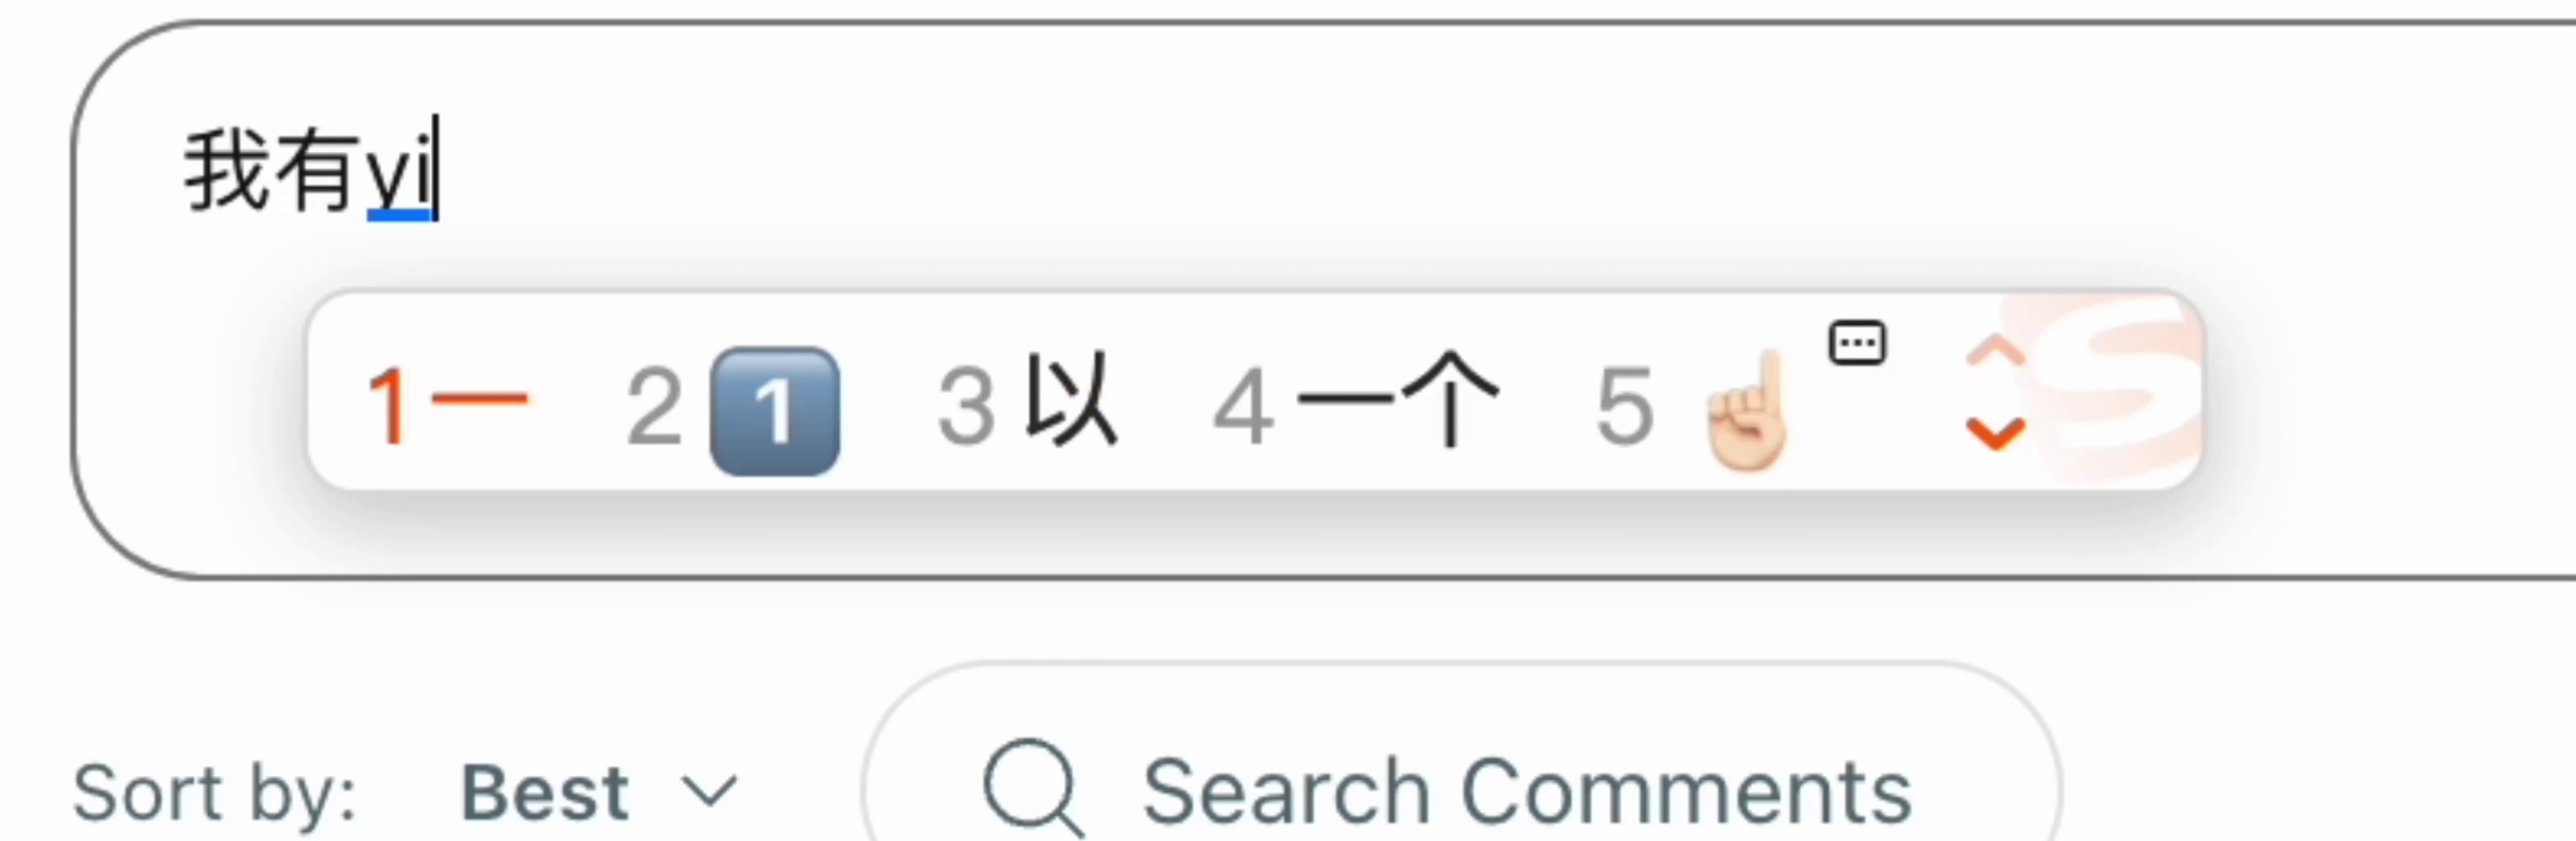 我有yi
1一 2 1️⃣ 3以 4一个 5 ☝🏻
Sort by: Best Search Comments